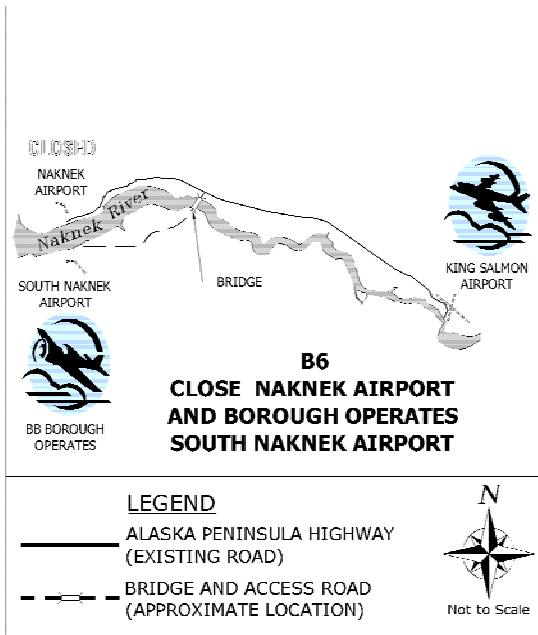 CLOSED
NAKNEK
AIRPORT
Naknek River
SOUTH NAKNEK
AIRPORT
BRIDGE
KING SALMON
AIRPORT
BB BOROUGH
OPERATES
B6
CLOSE NAKNEK AIRPORT
AND BOROUGH OPERATES
SOUTH NAKNEK AIRPORT
LEGEND
ALASKA PENINSULA HIGHWAY
(EXISTING ROAD)
BRIDGE AND ACCESS ROAD
(APPROXIMATE LOCATION)
N
Not to Scale